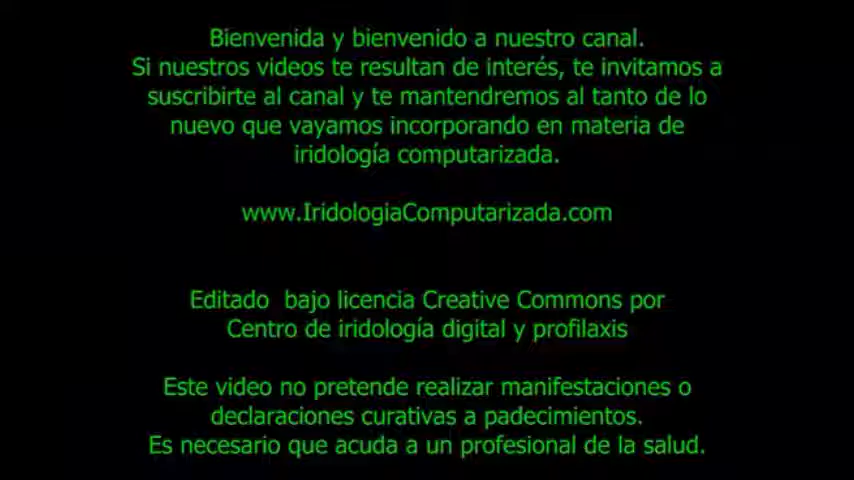 Bienvenida y bienvenido a nuestro canal.
Si nuestros videos te resultan de interés, te invitamos a
suscribirte al canal y te mantendremos al tanto de lo
nuevo que vayamos incorporando en materia de
iridología computarizada.
www.IridologiaComputarizada.com
Editado  bajo licencia Creative Commons por
Centro de iridología digital y profilaxis
Este video no pretende realizar manifestaciones o
declaraciones curativas a padecimientos.
Es necesario que acuda a un profesional de la salud.